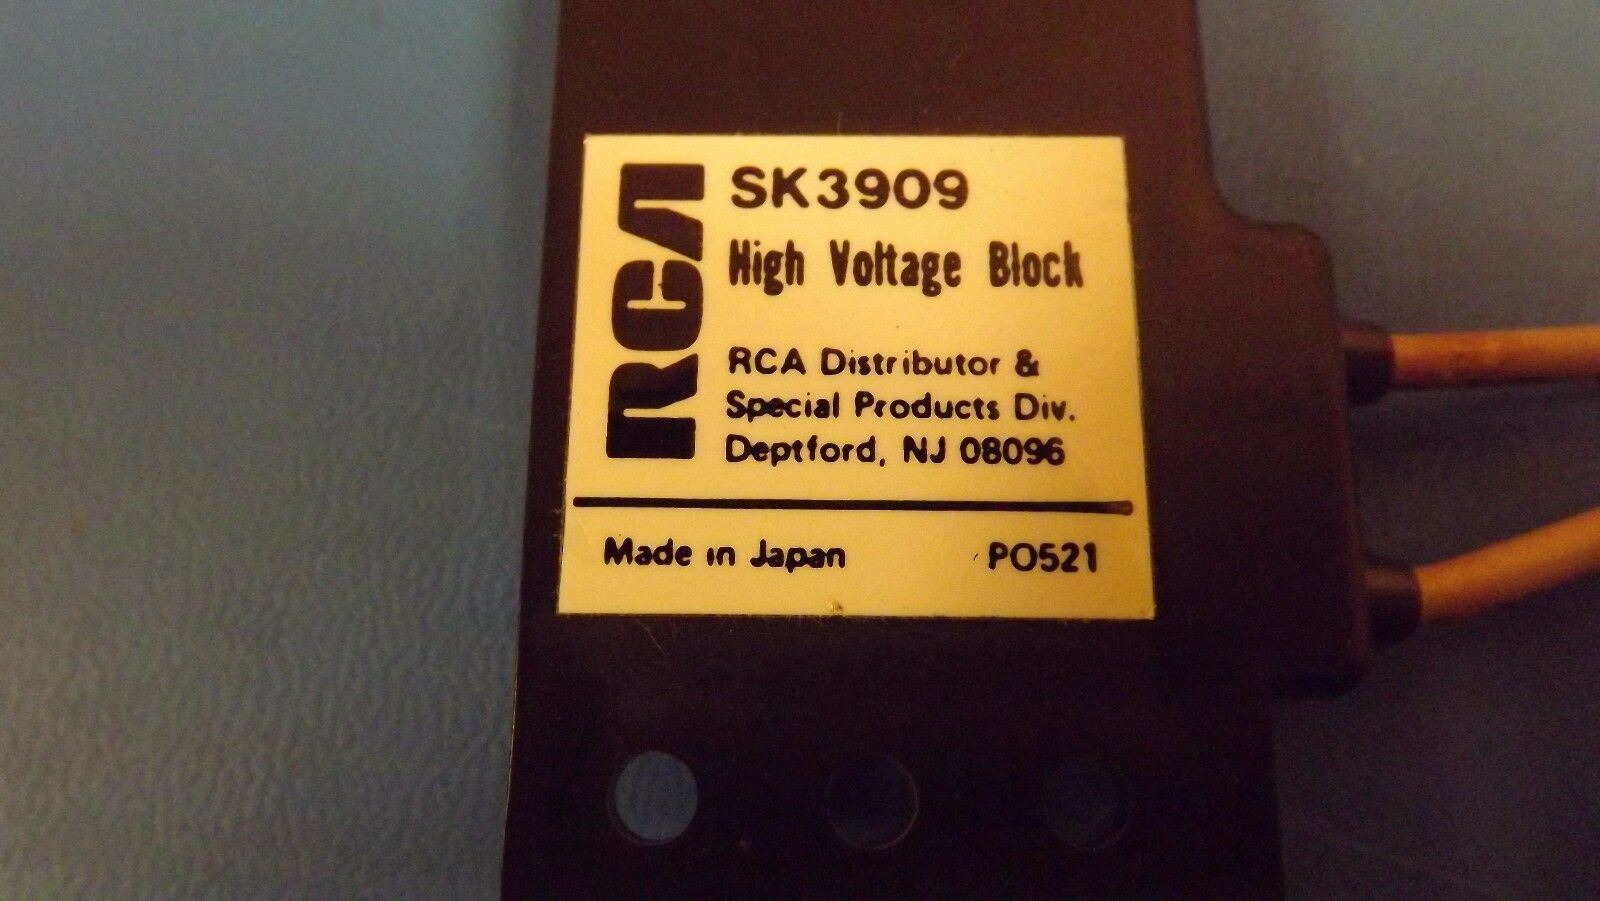 RCA
SK3909
High Voltage Block
RCA Distributor &
Special Products Div.
Deptford, NJ 08096
Made in Japan PO521